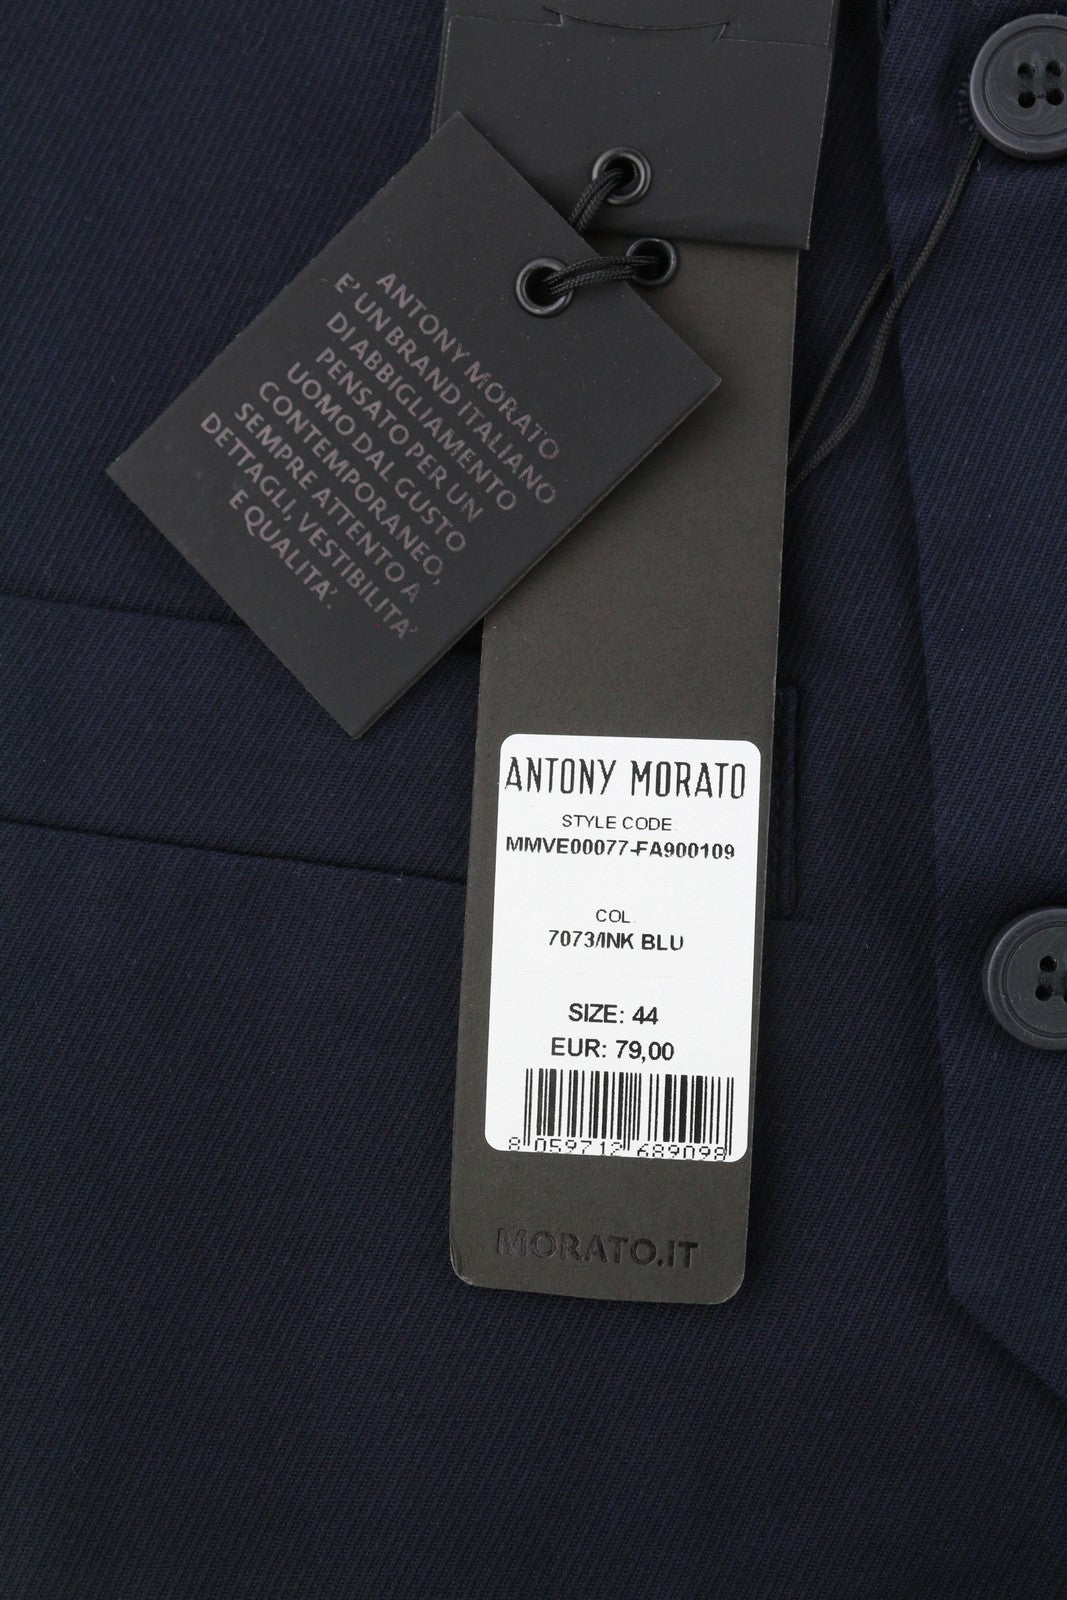 ANTONY MORATO
E' UN BRAND ITALIANO
DI ABBIGLIAMENTO
PENSATO PER UN
UOMO DAL GUSTO
CONTEMPORANEO,
SEMPRE ATTENTO A
DETTAGLI, VESTIBILITA'
E QUALITA'.
ANTONY MORATO
STYLE CODE:
MMVE00077-FA900109
COL.
7073/INK BLU
SIZE: 44
EUR: 79,00
8 059712 689098
MORATO.IT